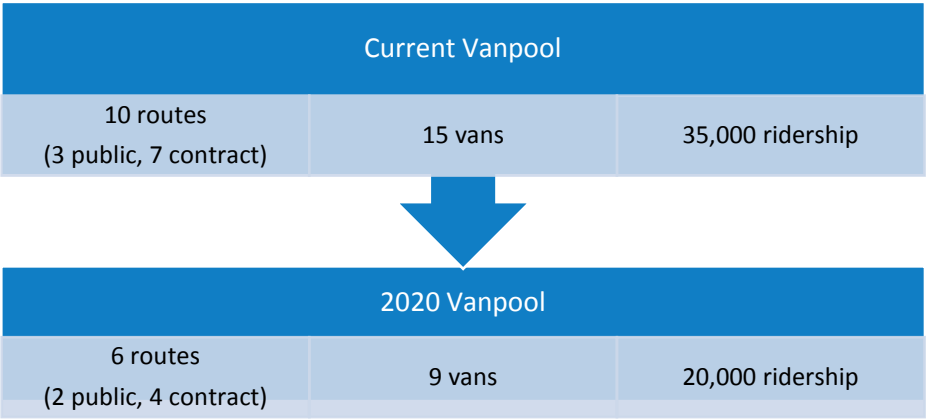 Current Vanpool
10 routes
(3 public, 7 contract)
15 vans
35,000 ridership
2020 Vanpool
6 routes
(2 public, 4 contract)
9 vans
20,000 ridership